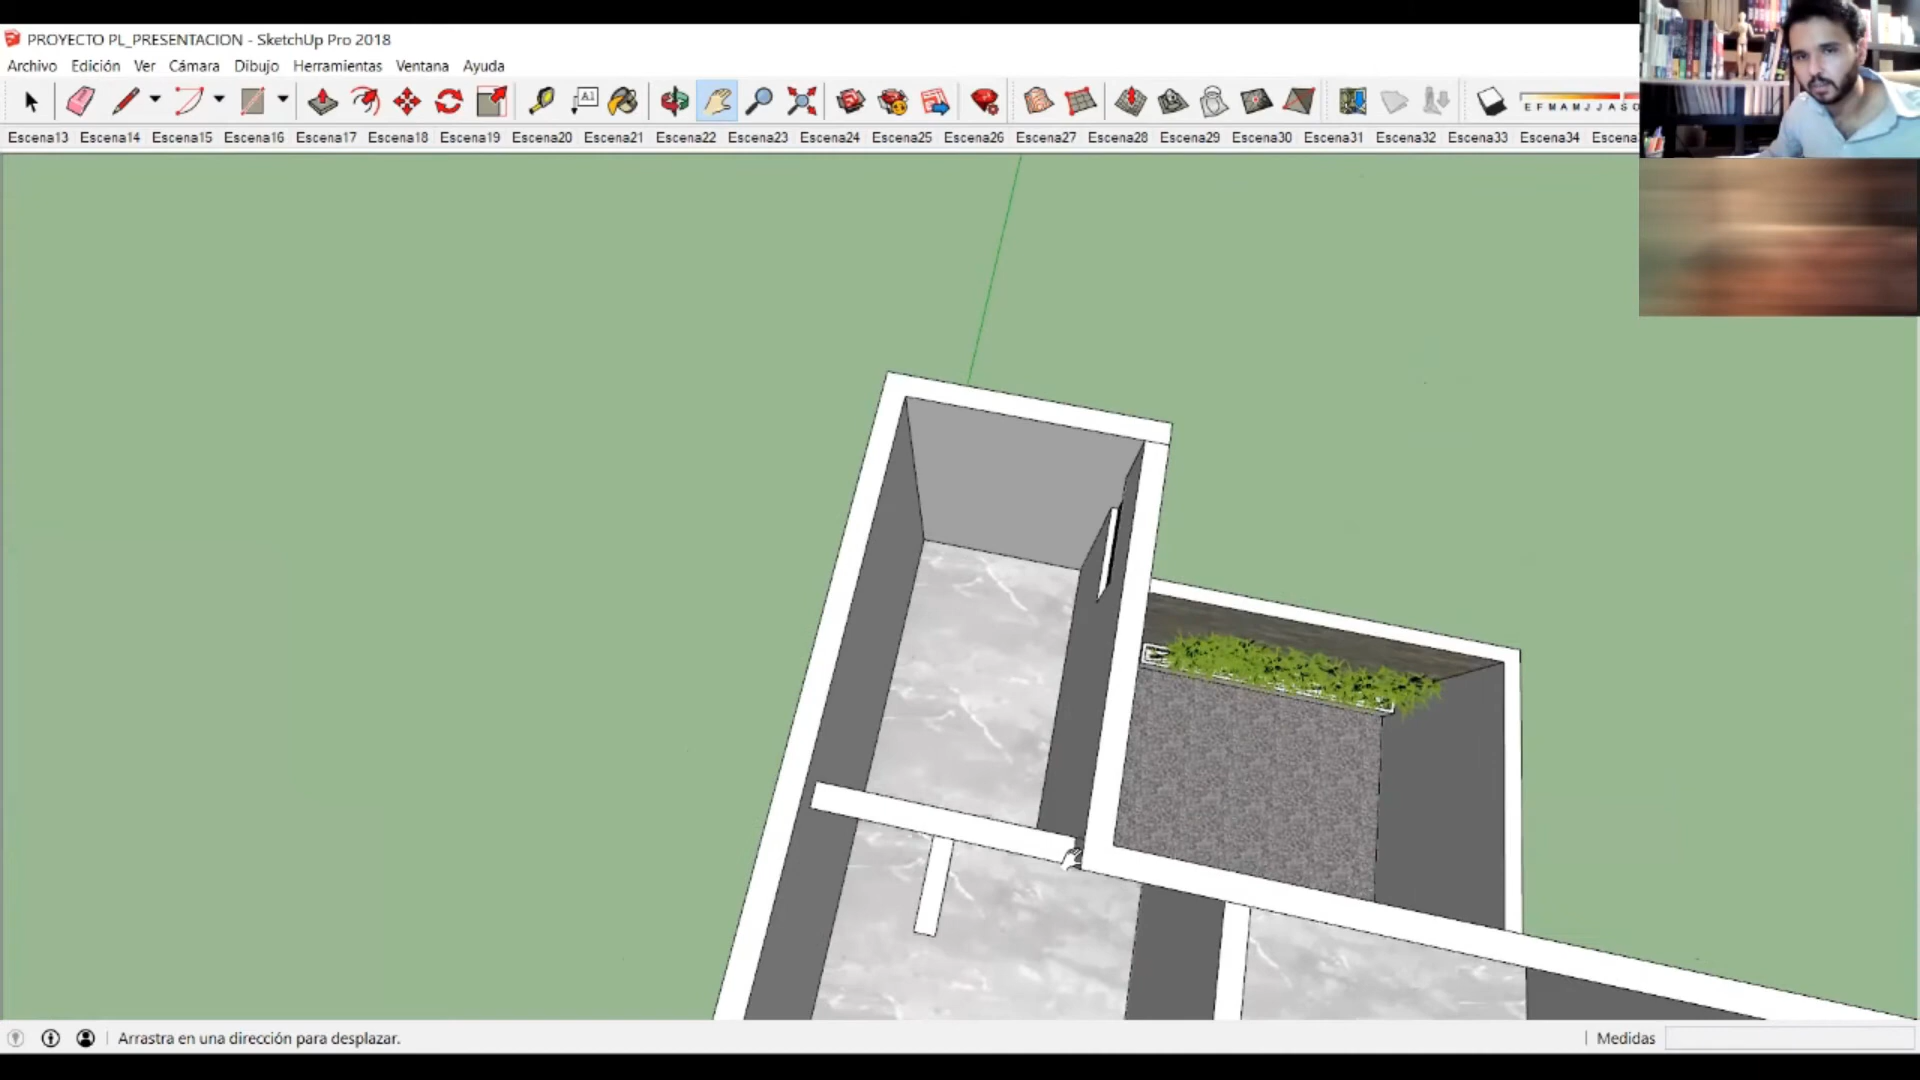 PROYECTO PL_PRESENTACION - SketchUp Pro 2018
Archivo Edición Ver Cámara Dibujo Herramientas Ventana Ayuda
A1
E F M A M J J A S O
Escena13 Escena14 Escena15 Escena16 Escena17 Escena18 Escena19 Escena20 Escena21 Escena22 Escena23 Escena24 Escena25 Escena26 Escena27 Escena28 Escena29 Escena30 Escena31 Escena32 Escena33 Escena34 Escena
Arrastra en una dirección para desplazar. Medidas